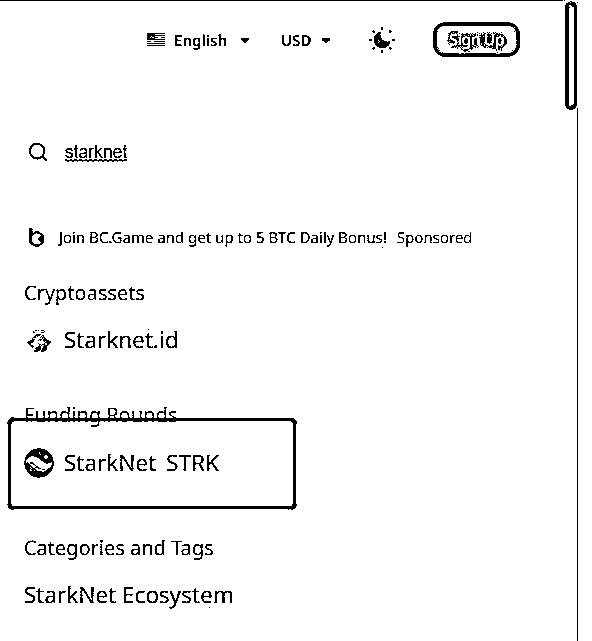 English USD Sign Up
starknet
Join BC.Game and get up to 5 BTC Daily Bonus! Sponsored
Cryptoassets
Starknet.id
Funding Rounds
StarkNet STRK
Categories and Tags
StarkNet Ecosystem